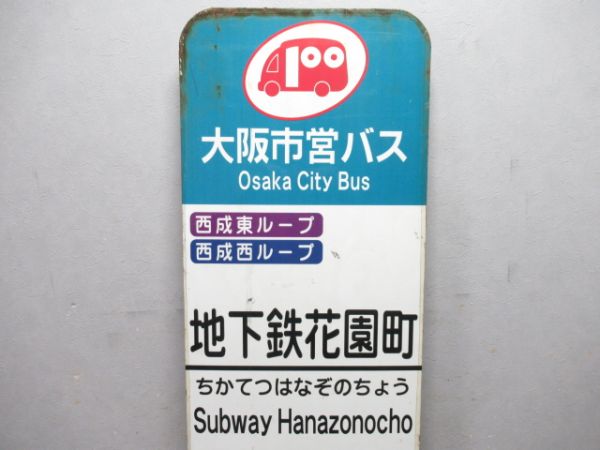 100
大阪市営バス
Osaka City Bus
西成東ループ
西成西ループ
地下鉄花園町
ちかてつはなぞのちょう
Subway Hanazonocho